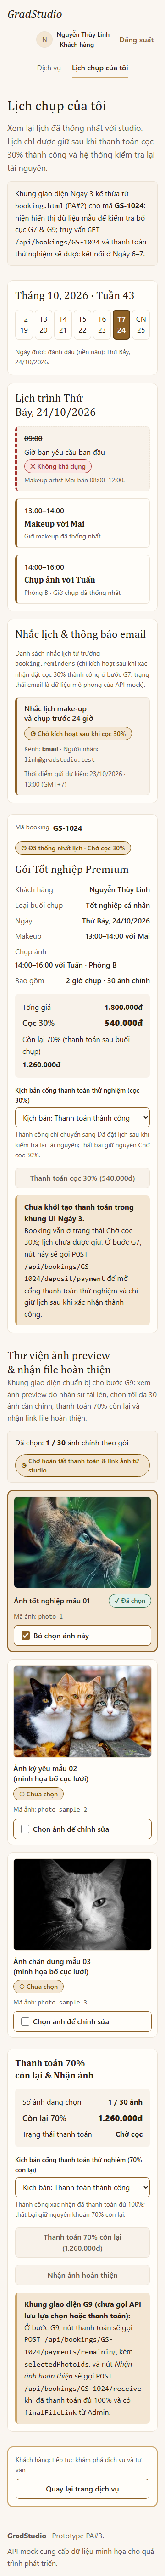 GradStudio
N
Nguyễn Thùy Linh
· Khách hàng
Đăng xuất
Dịch vụ
Lịch chụp của tôi
Lịch chụp của tôi
Xem lại lịch đã thống nhất với studio.
Lịch chỉ được giữ sau khi thanh toán cọc
30% thành công và hệ thống kiểm tra lại
tài nguyên.
Khung giao diện Ngày 3 kế thừa từ
booking.html (PA#2) cho mã GS-1024:
hiện hiển thị dữ liệu mẫu để kiểm tra bố
cục G7 & G9; truy vấn GET
/api/bookings/GS-1024 và thanh toán
thử nghiệm sẽ được kết nối ở Ngày 6–7.
Tháng 10, 2026 · Tuần 43
T2
19
T3
20
T4
21
T5
22
T6
23
T7
24
CN
25
Ngày được đánh dấu (nền nâu): Thứ Bảy,
24/10/2026.
Lịch trình Thứ
Bảy, 24/10/2026
09:00
Giờ bạn yêu cầu ban đầu
✕ Không khả dụng
Makeup artist Mai bận 08:00–12:00.
13:00–14:00
Makeup với Mai
Giờ makeup đã thống nhất
14:00–16:00
Chụp ảnh với Tuấn
Phòng B · Giờ chụp đã thống nhất
Nhắc lịch & thông báo email
Danh sách nhắc lịch từ trường
booking.reminders (chỉ kích hoạt sau khi xác
nhận đặt cọc 30% thành công ở bước G7; trạng
thái email là dữ liệu mô phỏng của API mock).
Nhắc lịch make-up
và chụp trước 24 giờ
Chờ kích hoạt sau khi cọc
Kênh: Email · Người nhận:
linh@gradstudio.test
Thời điểm gửi dự kiến: 23/10/2026 ·
13:00 (GMT+7)
Mã booking GS-1024
Đã thống nhất lịch · Chờ cọc 30%
Gói Tốt nghiệp Premium
Khách hàng Nguyễn Thùy Linh
Loại buổi chụp Tốt nghiệp cá nhân
Ngày Thứ Bảy, 24/10/2026
Makeup 13:00–14:00 với Mai
Chụp ảnh
14:00–16:00 với Tuấn · Phòng B
Bao gồm 2 giờ chụp · 30 ảnh chỉnh
Tổng giá 1.800.000đ
Cọc 30% 540.000đ
Còn lại 70% (thanh toán sau buổi
chụp)
1.260.000đ
Kịch bản cổng thanh toán thử nghiệm (cọc
30%)
Kịch bản: Thanh toán thành công
Thành công chỉ chuyển sang Đã đặt lịch sau khi
kiểm tra lại tài nguyên; thất bại giữ nguyên Chờ
cọc 30%.
Thanh toán cọc 30% (540.000đ)
Chưa khởi tạo thanh toán trong
khung UI Ngày 3.
Booking vẫn ở trạng thái Chờ cọc
30%; lịch chưa được giữ. Ở bước G7,
nút này sẽ gọi POST
/api/bookings/GS-
1024/deposit/payment để mở
cổng thanh toán thử nghiệm và chỉ
giữ lịch sau khi xác nhận thành
công.
Thư viện ảnh preview
& nhận file hoàn thiện
Khung giao diện chuẩn bị cho bước G9: xem
ảnh preview do nhân sự tải lên, chọn tối đa 30
ảnh cần chỉnh, thanh toán 70% còn lại và
nhận link file hoàn thiện.
Đã chọn: 1 / 30 ảnh chỉnh theo gói
Chờ hoàn tất thanh toán & link ảnh từ
studio
Ảnh tốt nghiệp mẫu 01
✓ Đã chọn
Mã ảnh: photo-1
Bỏ chọn ảnh này
Ảnh kỷ yếu mẫu 02
(minh họa bố cục lưới)
Chưa chọn
Mã ảnh: photo-sample-2
Chọn ảnh để chỉnh sửa
Ảnh chân dung mẫu 03
(minh họa bố cục lưới)
Chưa chọn
Mã ảnh: photo-sample-3
Chọn ảnh để chỉnh sửa
Thanh toán 70%
còn lại & Nhận ảnh
Số ảnh đang chọn 1 / 30 ảnh
Còn lại 70% 1.260.000đ
Trạng thái thanh toán Chờ cọc
Kịch bản cổng thanh toán thử nghiệm (70%
còn lại)
Kịch bản: Thanh toán thành công
Thành công xác nhận đã thanh toán đủ 100%;
thất bại giữ nguyên khoản 70% còn lại.
Thanh toán 70% còn lại
(1.260.000đ)
Nhận ảnh hoàn thiện
Khung giao diện G9 (chưa gọi API
lưu lựa chọn hoặc thanh toán):
Ở bước G9, nút thanh toán sẽ gọi
POST /api/bookings/GS-
1024/payments/remaining kèm
selectedPhotoIds, và nút Nhận
ảnh hoàn thiện sẽ gọi POST
/api/bookings/GS-1024/receive
khi đã thanh toán đủ 100% và có
finalFileLink từ Admin.
Khách hàng: tiếp tục khám phá dịch vụ và tư
vấn
Quay lại trang dịch vụ
GradStudio · Prototype PA#3.
API mock cung cấp dữ liệu minh họa cho quá
trình phát triển.